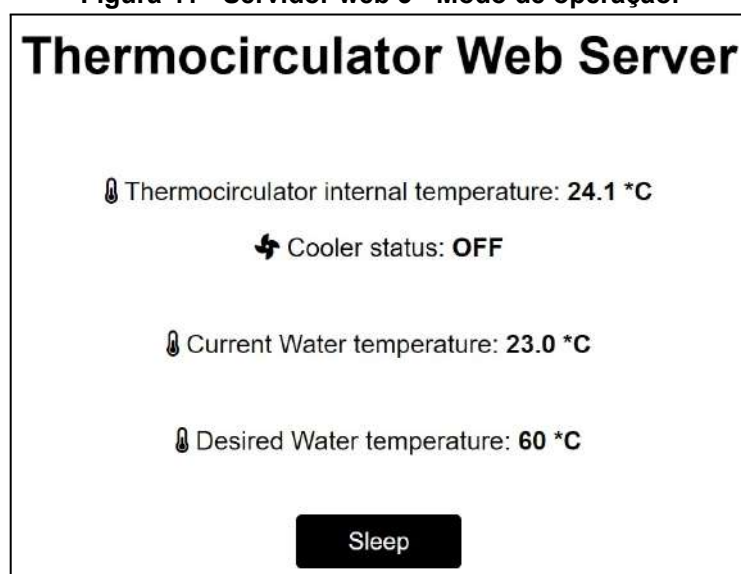 Figura 41 - Servidor web 3 - Modo de operação.
Thermocirculator Web Server
Thermocirculator internal temperature: 24.1 *C
Cooler status: OFF
Current Water temperature: 23.0 *C
Desired Water temperature: 60 *C
Sleep